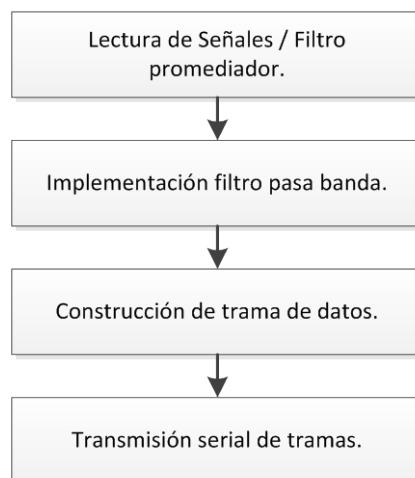 Lectura de Señales / Filtro
promediador.
Implementación filtro pasa banda.
Construcción de trama de datos.
Transmisión serial de tramas.